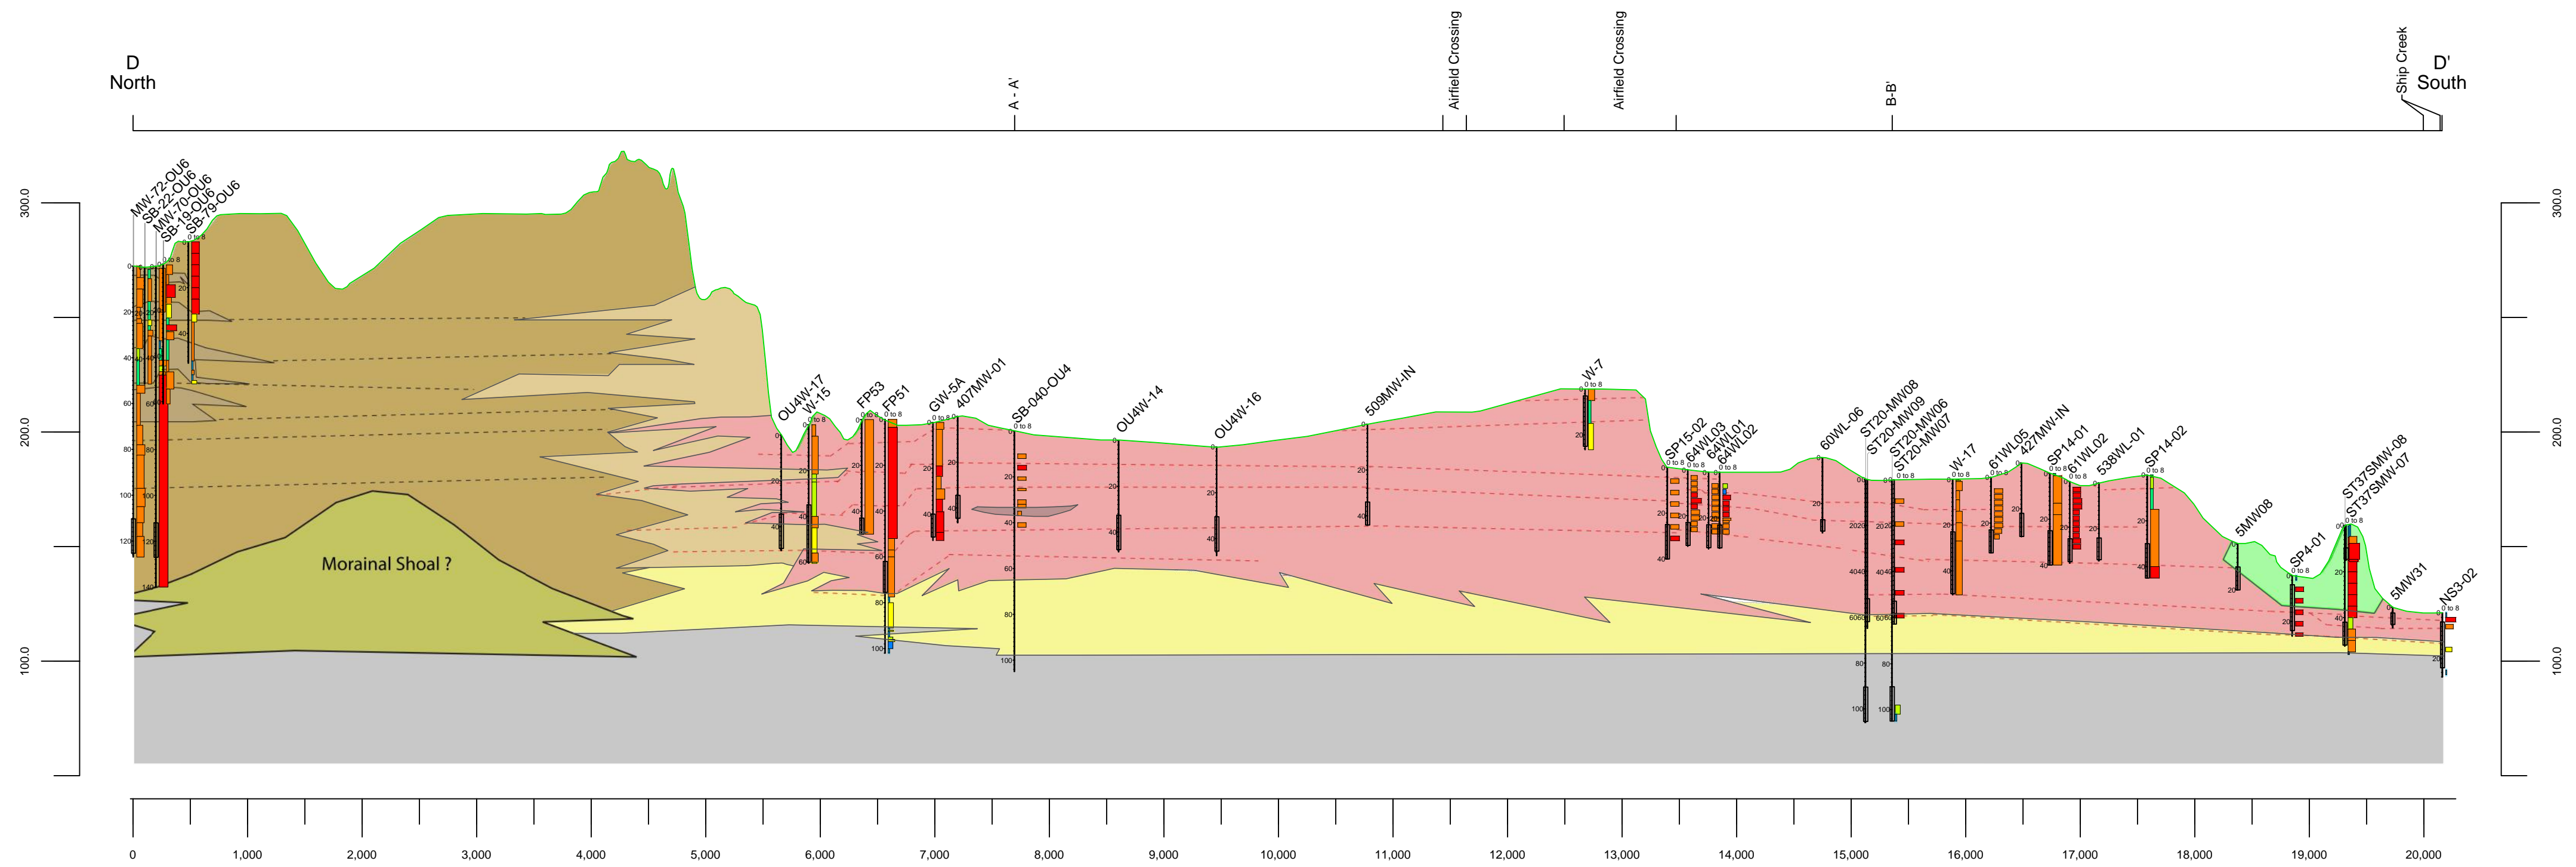 Airfield Crossing
Airfield Crossing
Ship Creek
D
North
A - A'
B-B'
D'
South
300.0
200.0
100.0
300.0
200.0
100.0
MW-72-OU6
SB-22-OU6
MW-70-OU6
SB-19-OU6
SB-79-OU6
OU4W-17
W-15
FP53
FP51
GW-5A
407MW-01
SB-040-OU4
OU4W-14
OU4W-16
509MW-IN
W-7
SP15-02
64WL03
64WL01
64WL02
60WL-06
ST20-MW08
ST20-MW09
ST20-MW06
ST20-MW07
W-17
61WL05
427MW-IN
SP14-01
61WL02
538WL-01
SP14-02
5MW08
SP4-01
ST37SMW-08
ST37SMW-07
5MW31
NS3-02
Morainal Shoal ?
0 1,000 2,000 3,000 4,000 5,000 6,000 7,000 8,000 9,000 10,000 11,000 12,000 13,000 14,000 15,000 16,000 17,000 18,000 19,000 20,000